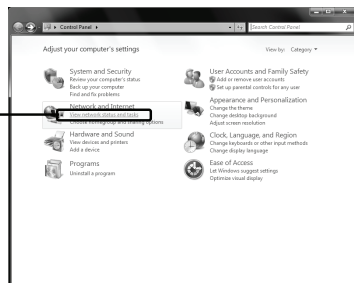 Control Panel
Search Control Panel
Adjust your computer's settings
View by: Category
System and Security
Review your computer's status
Back up your computer
Find and fix problems
Network and Internet
View network status and tasks
Choose homegroup and sharing options
Hardware and Sound
View devices and printers
Add a device
Programs
Uninstall a program
User Accounts and Family Safety
Add or remove user accounts
Set up parental controls for any user
Appearance and Personalization
Change the theme
Change desktop background
Adjust screen resolution
Clock, Language, and Region
Change keyboards or other input methods
Change display language
Ease of Access
Let Windows suggest settings
Optimize visual display